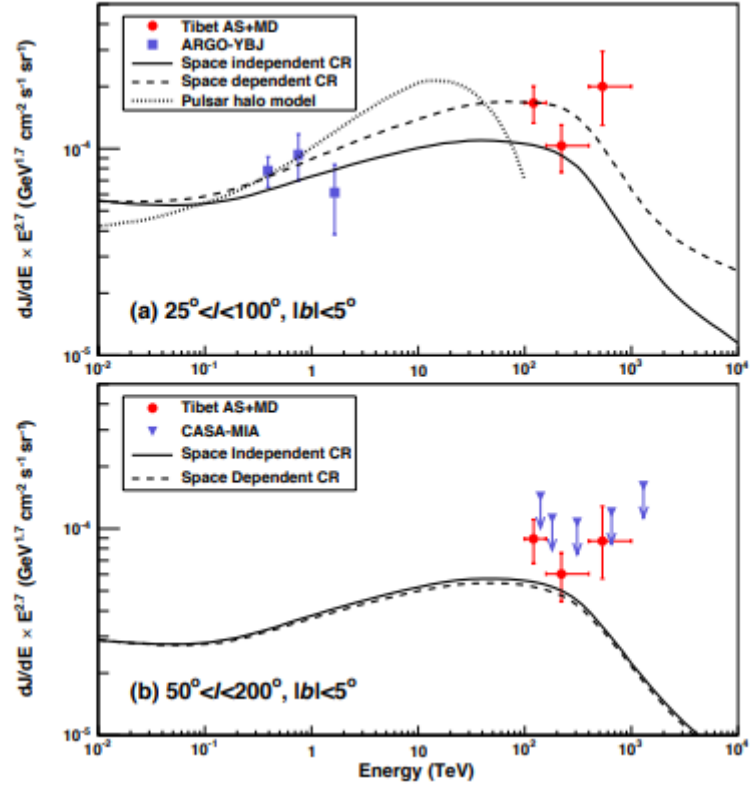 dJ/dE × E^2.7 (GeV^1.7 cm^-2 s^-1 sr^-1)
Tibet AS+MD
ARGO-YBJ
Space independent CR
Space dependent CR
Pulsar halo model
10^-4
10^-5
(a) 25°<l<100°, |b|<5°
10^-2 10^-1 1 10 10^2 10^3 10^4
dJ/dE × E^2.7 (GeV^1.7 cm^-2 s^-1 sr^-1)
Tibet AS+MD
CASA-MIA
Space Independent CR
Space Dependent CR
10^-4
10^-5
(b) 50°<l<200°, |b|<5°
10^-2 10^-1 1 10 10^2 10^3 10^4
Energy (TeV)